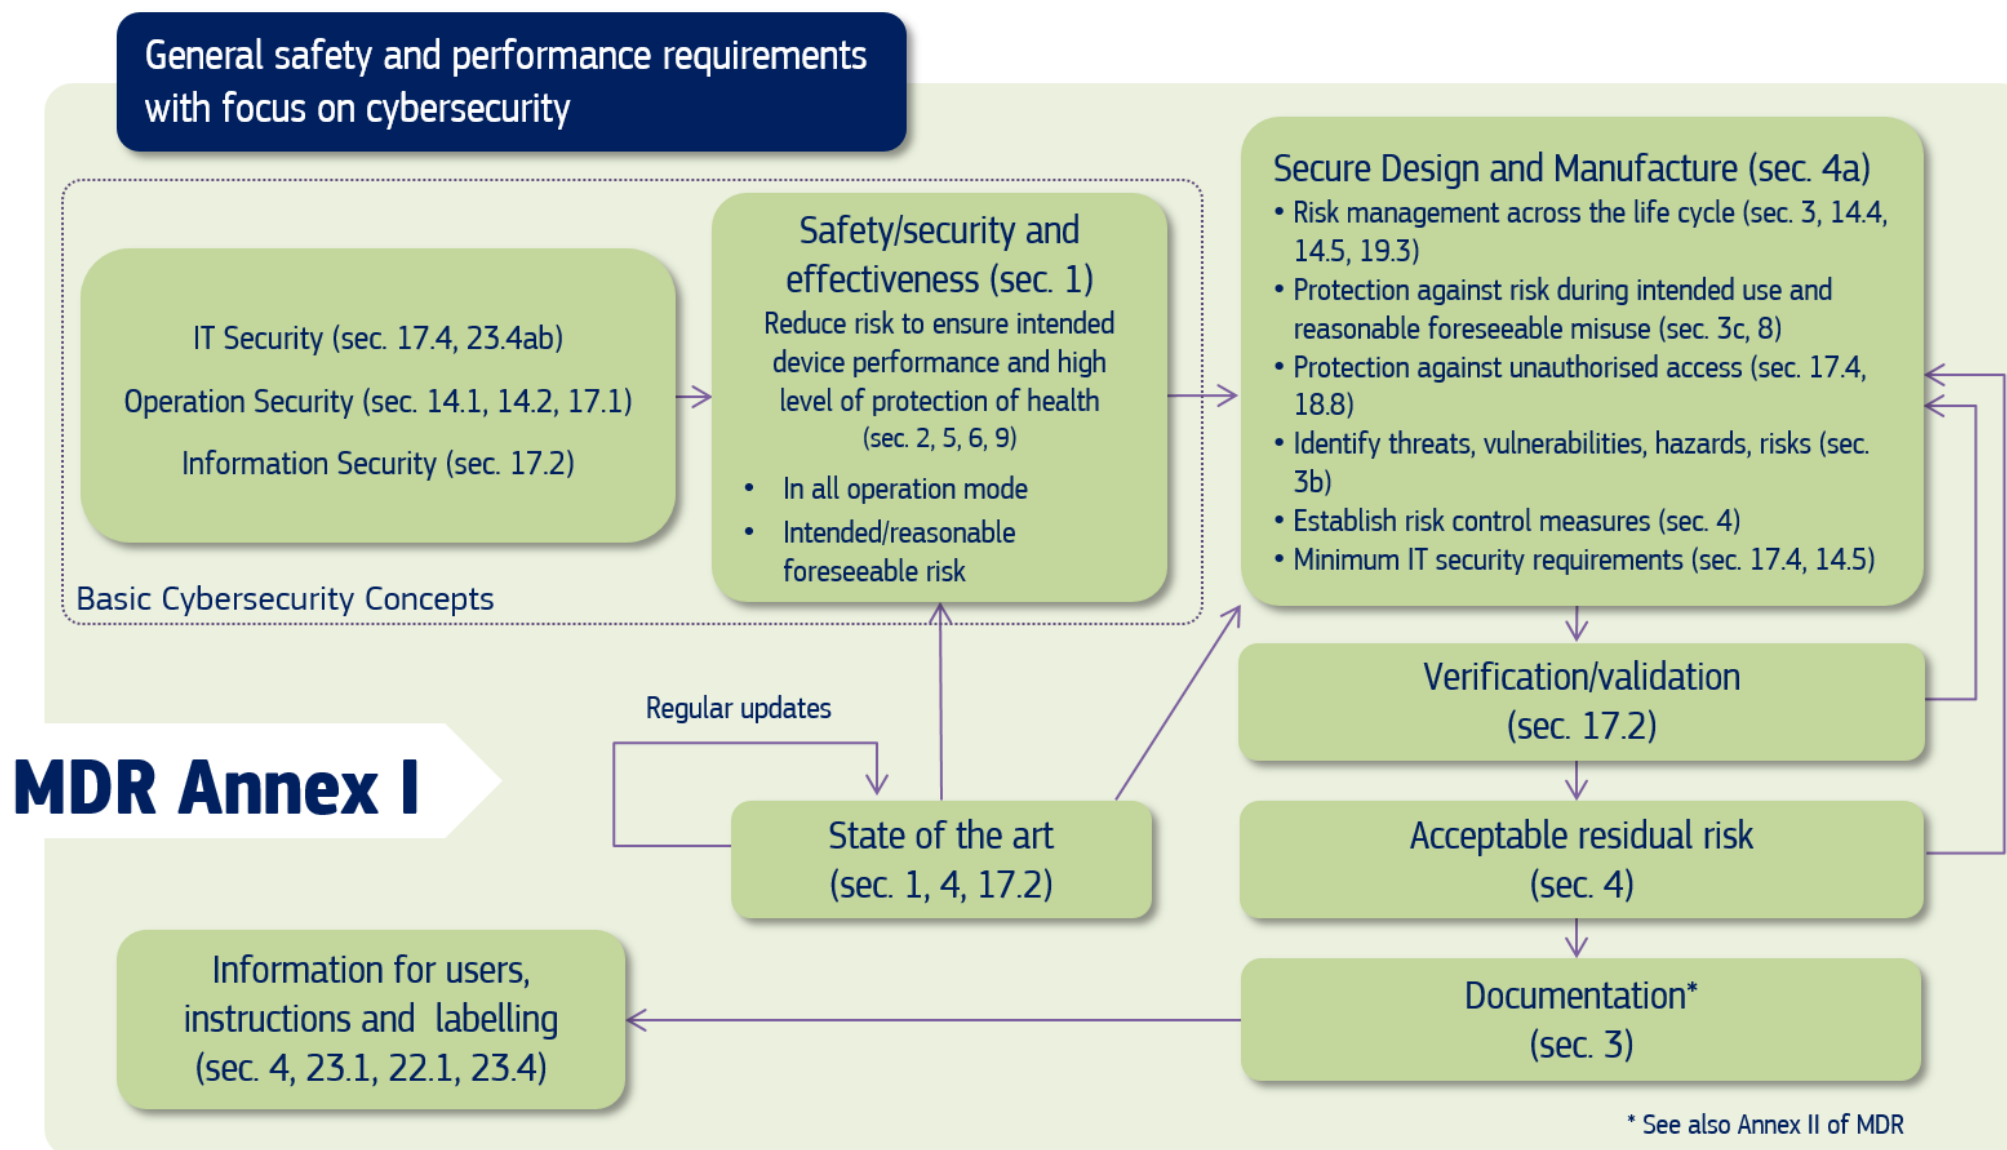 General safety and performance requirements
with focus on cybersecurity
IT Security (sec. 17.4, 23.4ab)
Operation Security (sec. 14.1, 14.2, 17.1)
Information Security (sec. 17.2)
Basic Cybersecurity Concepts
Safety/security and
effectiveness (sec. 1)
Reduce risk to ensure intended
device performance and high
level of protection of health
(sec. 2, 5, 6, 9)
• In all operation mode
• Intended/reasonable
foreseeable risk
Secure Design and Manufacture (sec. 4a)
• Risk management across the life cycle (sec. 3, 14.4,
14.5, 19.3)
• Protection against risk during intended use and
reasonable foreseeable misuse (sec. 3c, 8)
• Protection against unauthorised access (sec. 17.4,
18.8)
• Identify threats, vulnerabilities, hazards, risks (sec.
3b)
• Establish risk control measures (sec. 4)
• Minimum IT security requirements (sec. 17.4, 14.5)
Verification/validation
(sec. 17.2)
Regular updates
MDR Annex I
State of the art
(sec. 1, 4, 17.2)
Acceptable residual risk
(sec. 4)
Information for users,
instructions and labelling
(sec. 4, 23.1, 22.1, 23.4)
Documentation*
(sec. 3)
* See also Annex II of MDR